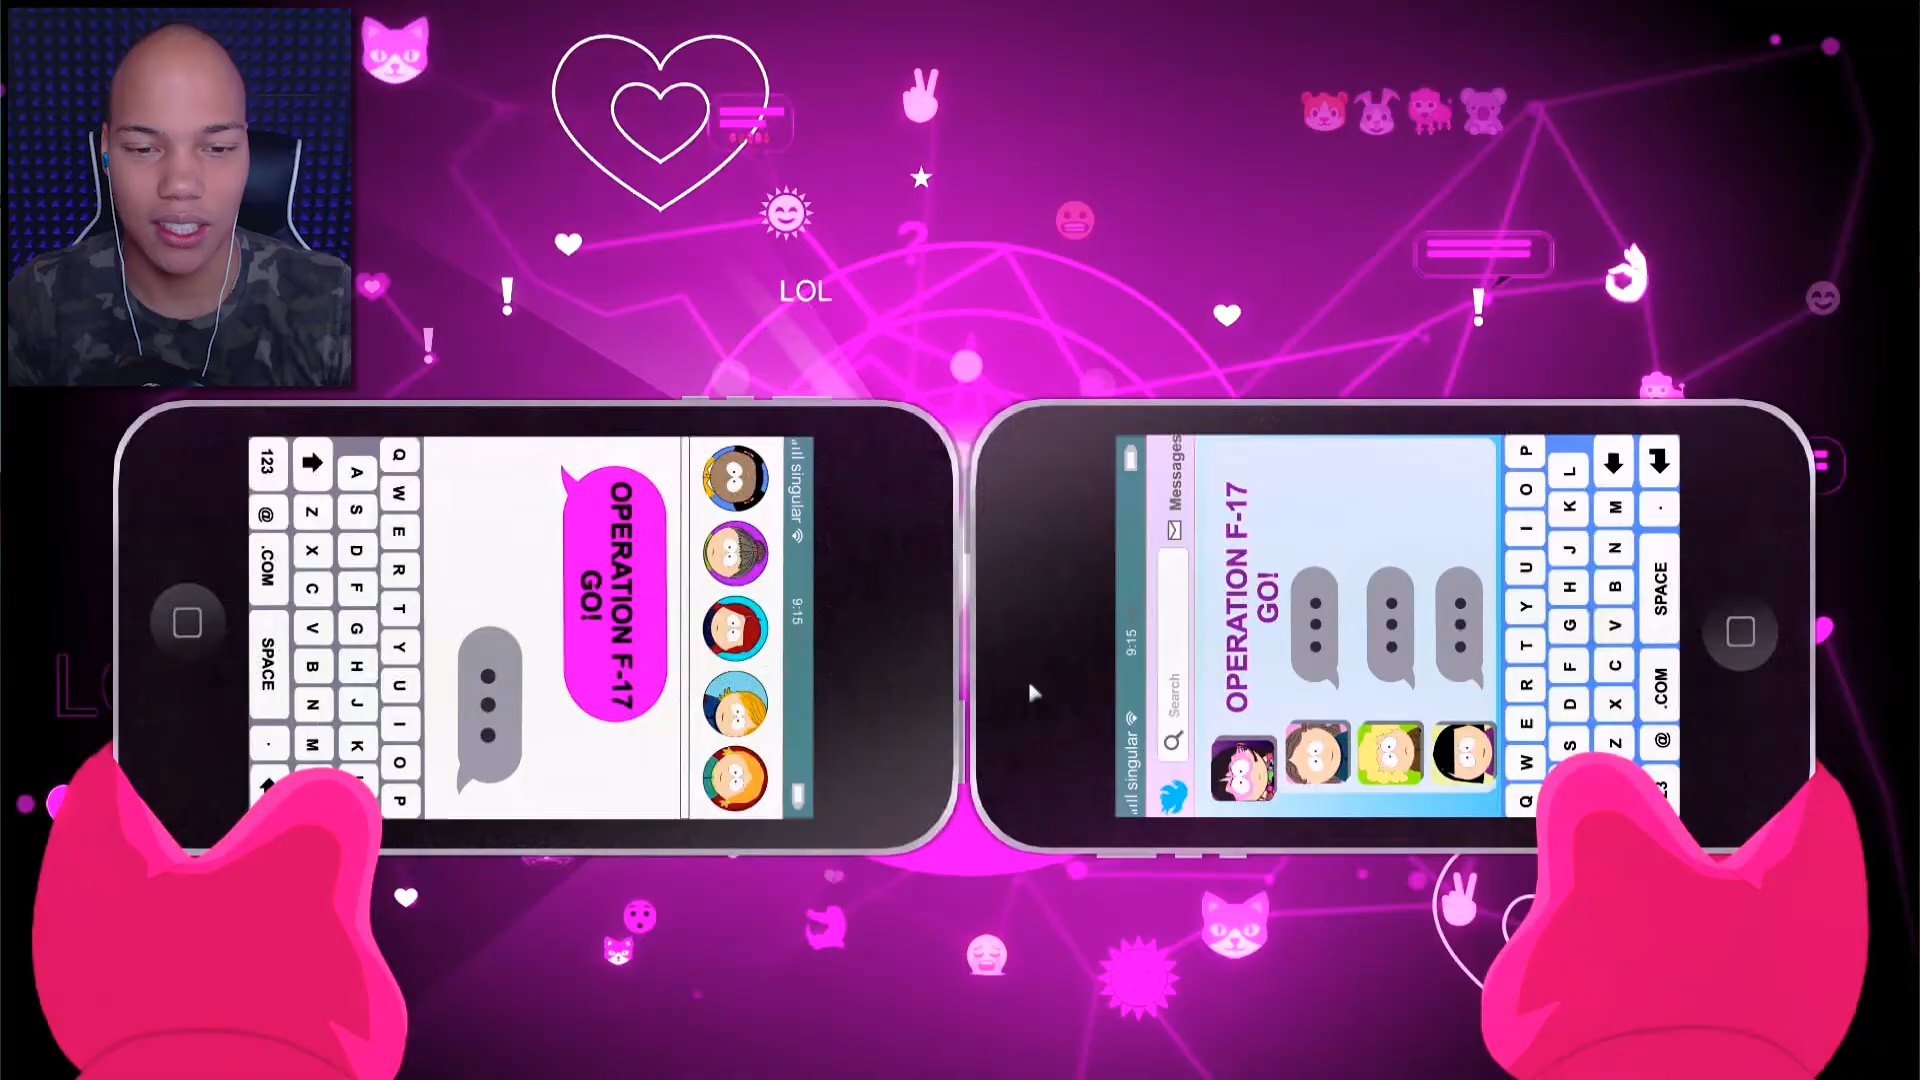 LOL
singular
9:15
OPERATION F-17
GO!
Q W E R T Y U I O P
A S D F G H J K
Z X C V B N M
123 @ .COM SPACE .
singular 9:15
Search
Messages
OPERATION F-17
GO!
Q W E R T Y U I O P
S D F G H J K L
Z X C V B N M
@ .COM SPACE .